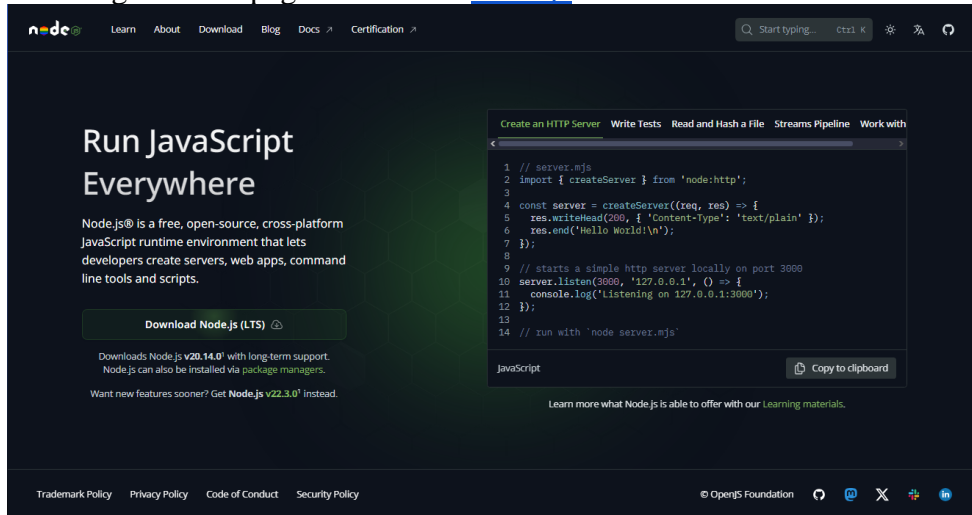 node
Learn About Download Blog Docs ↗ Certification ↗
Start typing... Ctrl K
Run JavaScript
Everywhere
Node.js® is a free, open-source, cross-platform
JavaScript runtime environment that lets
developers create servers, web apps, command
line tools and scripts.
Download Node.js (LTS)
Downloads Node.js v20.14.0¹ with long-term support.
Node.js can also be installed via package managers.
Want new features sooner? Get Node.js v22.3.0¹ instead.
Create an HTTP Server Write Tests Read and Hash a File Streams Pipeline Work with
1 // server.mjs
2 import { createServer } from 'node:http';
3
4 const server = createServer((req, res) => {
5   res.writeHead(200, { 'Content-Type': 'text/plain' });
6   res.end('Hello World!\n');
7 });
8
9 // starts a simple http server locally on port 3000
10 server.listen(3000, '127.0.0.1', () => {
11   console.log('Listening on 127.0.0.1:3000');
12 });
13
14 // run with `node server.mjs`
JavaScript Copy to clipboard
Learn more what Node.js is able to offer with our Learning materials.
Trademark Policy Privacy Policy Code of Conduct Security Policy
© OpenJS Foundation